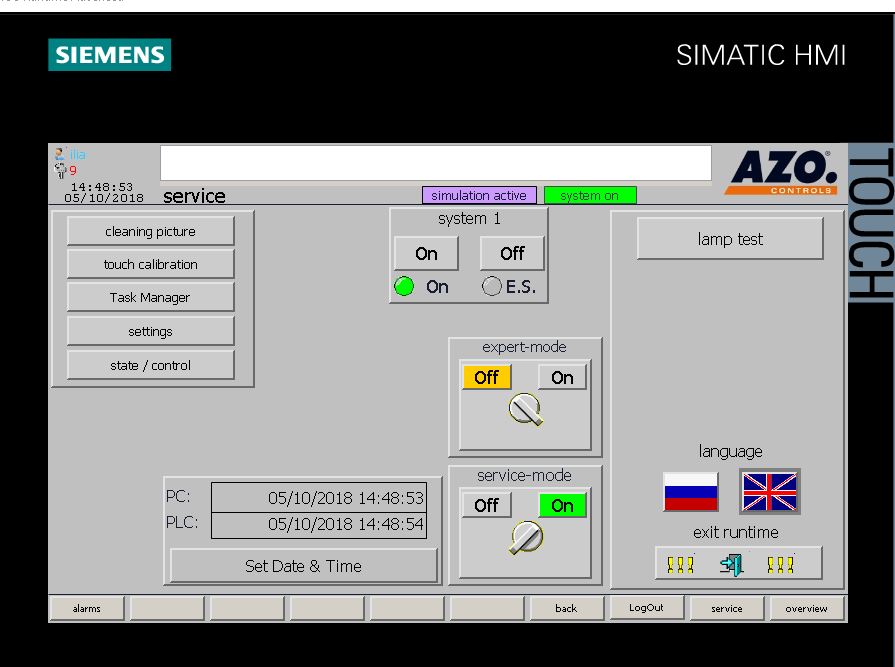 SIEMENS
SIMATIC HMI
TOUCH
ilia
9
14:48:53
05/10/2018
service
simulation active
system on
AZO.
CONTROLS
cleaning picture
touch calibration
Task Manager
settings
state / control
system 1
On
Off
On
E.S.
lamp test
expert-mode
Off
On
service-mode
Off
On
PC:
05/10/2018 14:48:53
PLC:
05/10/2018 14:48:54
Set Date & Time
language
exit runtime
!!!
!!!
alarms
back
LogOut
service
overview